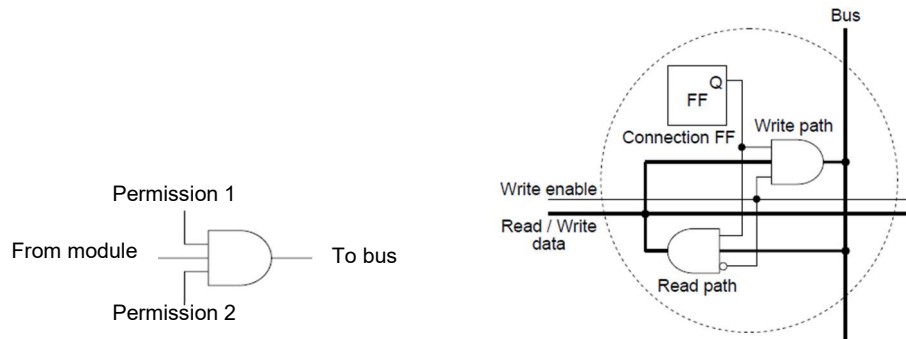 Permission 1
From module
To bus
Permission 2
Bus
Q
FF
Connection FF
Write path
Write enable
Read / Write
data
Read path